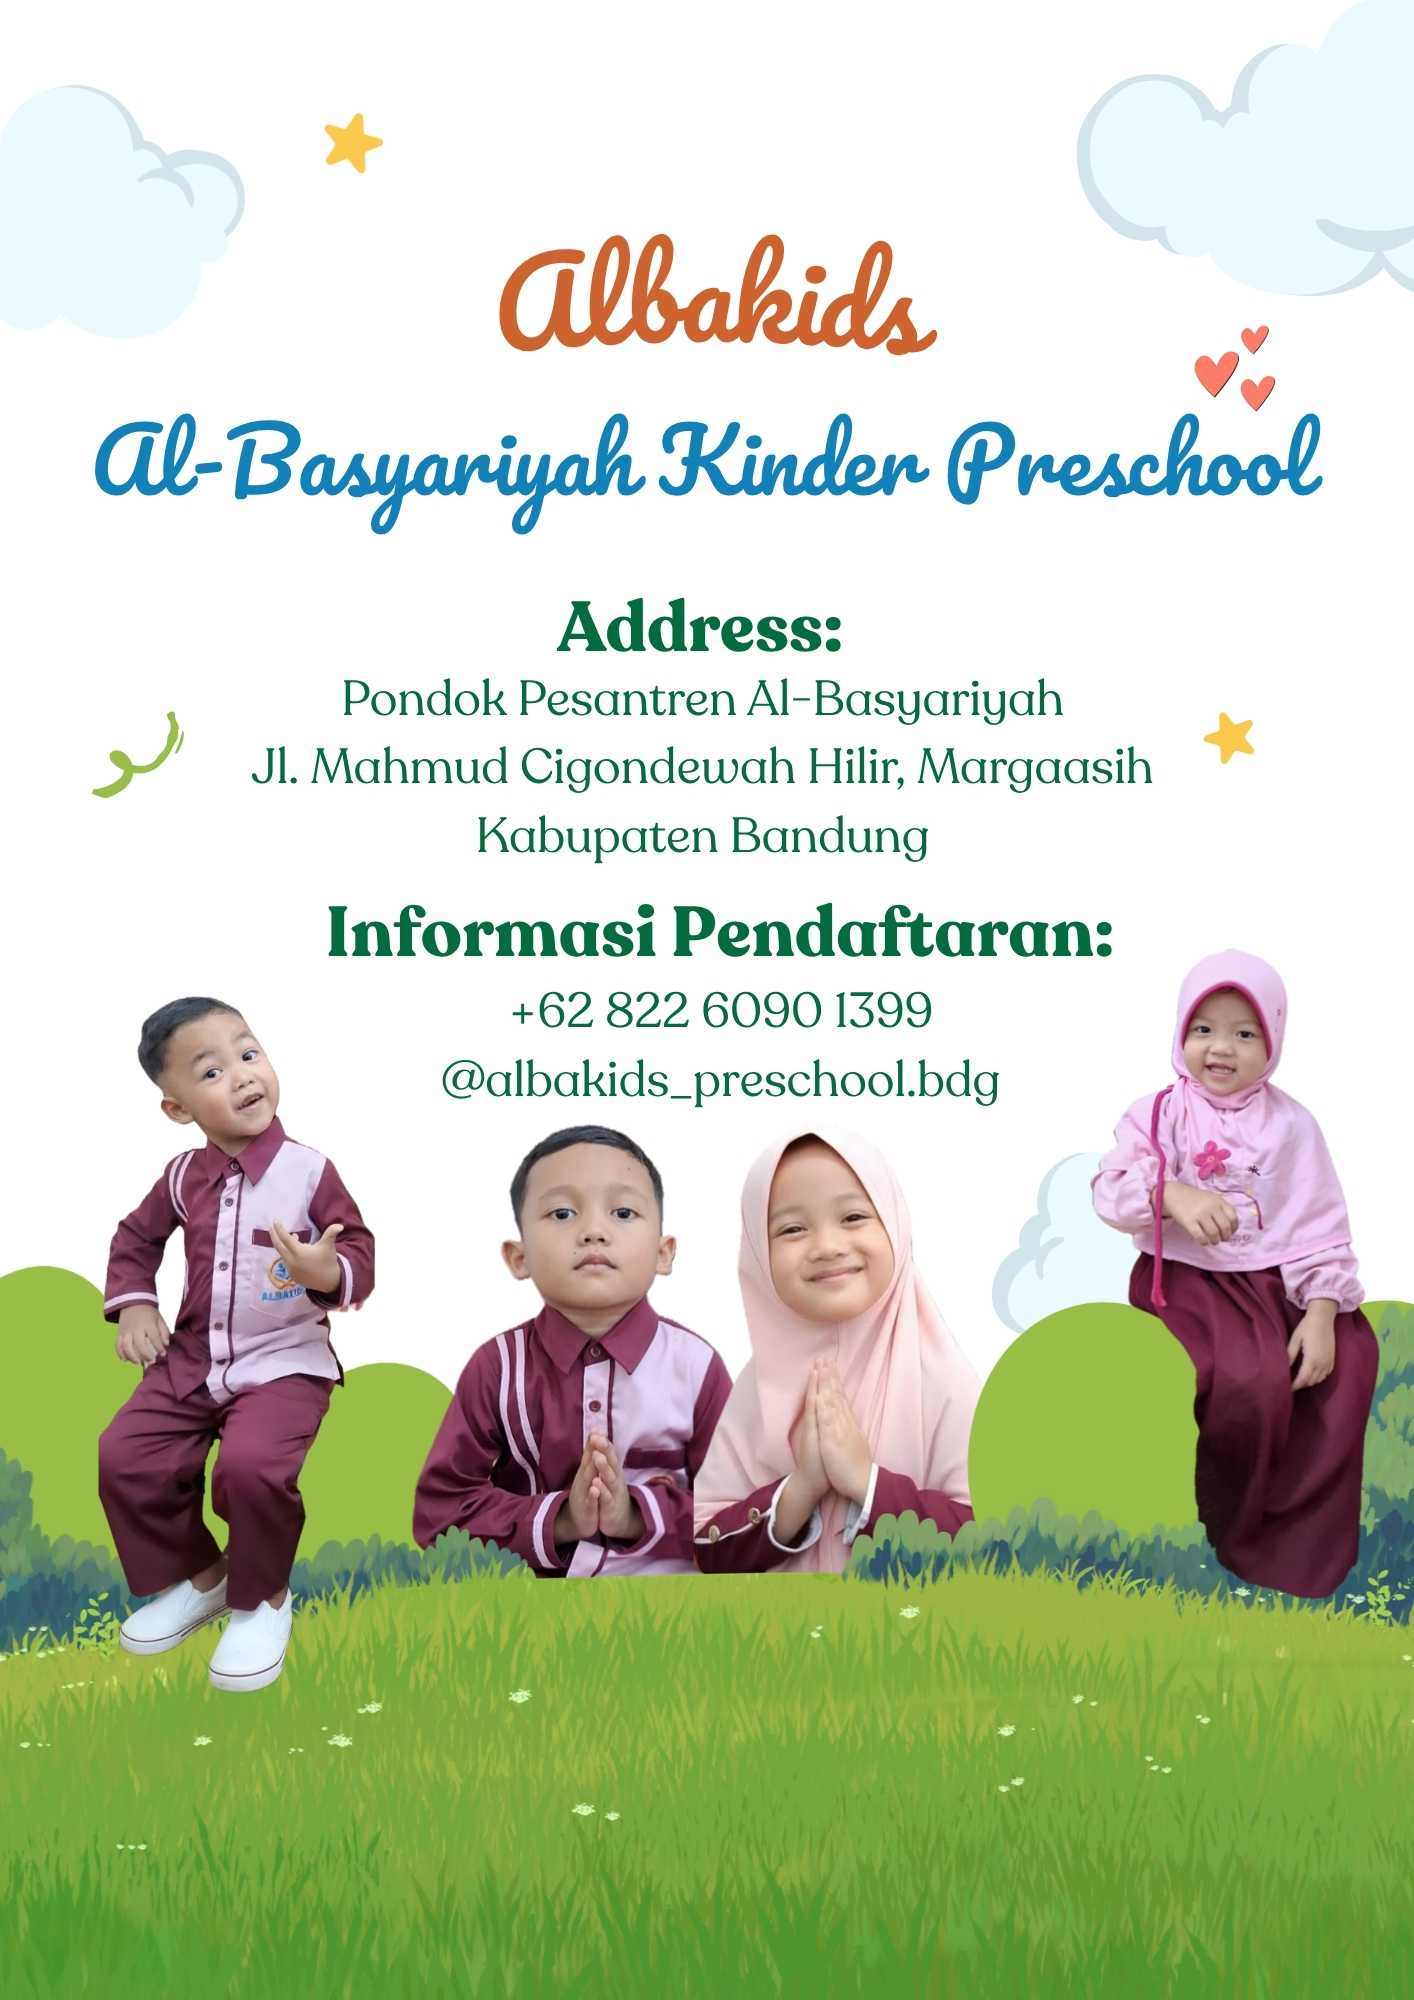 Albakids
Al-Basyariyah Kinder Preschool
Address:
Pondok Pesantren Al-Basyariyah
Jl. Mahmud Cigondewah Hilir, Margaasih
Kabupaten Bandung
Informasi Pendaftaran:
+62 822 6090 1399
@albakids_preschool.bdg
ALBAKIDS